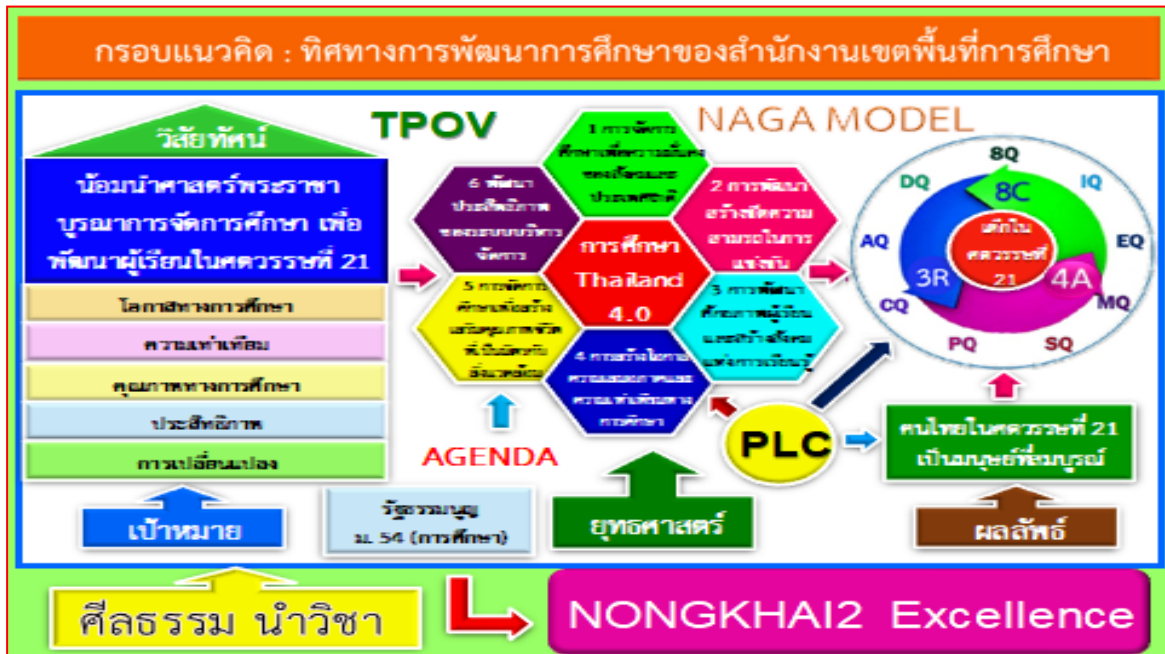 กรอบแนวคิด : ทิศทางการพัฒนาการศึกษาของสำนักงานเขตพื้นที่การศึกษา
วิสัยทัศน์
น้อมนำศาสตร์พระราชา
บูรณาการจัดการศึกษา เพื่อ
พัฒนาผู้เรียนในศตวรรษที่ 21
โอกาสทางการศึกษา
ความเท่าเทียม
คุณภาพทางการศึกษา
ประสิทธิภาพ
การเปลี่ยนแปลง
เป้าหมาย
TPOV
NAGA MODEL
1 การจัดการ
ศึกษาเพื่อความมั่นคง
ของสังคมและ
ประเทศชาติ
6 พัฒนา
ประสิทธิภาพ
ของระบบบริหาร
จัดการ
2 การพัฒนา
สร้างขีดความ
สามารถในการ
แข่งขัน
การศึกษา
Thailand
4.0
5 การจัดการ
ศึกษาเพื่อสร้าง
เสริมคุณภาพชีวิต
ที่เป็นมิตรกับ
สิ่งแวดล้อม
3 การพัฒนา
ศักยภาพผู้เรียน
และสร้างสังคม
แห่งการเรียนรู้
4 การสร้างโอกาส
ความเสมอภาคและ
ความเท่าเทียมทาง
การศึกษา
8Q
DQ
IQ
8C
AQ
EQ
เด็กใน
ศตวรรษที่
21
3R
4A
CQ
MQ
PQ
SQ
AGENDA
PLC
คนไทยในศตวรรษที่ 21
เป็นมนุษย์ที่สมบูรณ์
รัฐธรรมนูญ
ม. 54 (การศึกษา)
ยุทธศาสตร์
ผลลัพธ์
ศีลธรรม นำวิชา
NONGKHAI2 Excellence